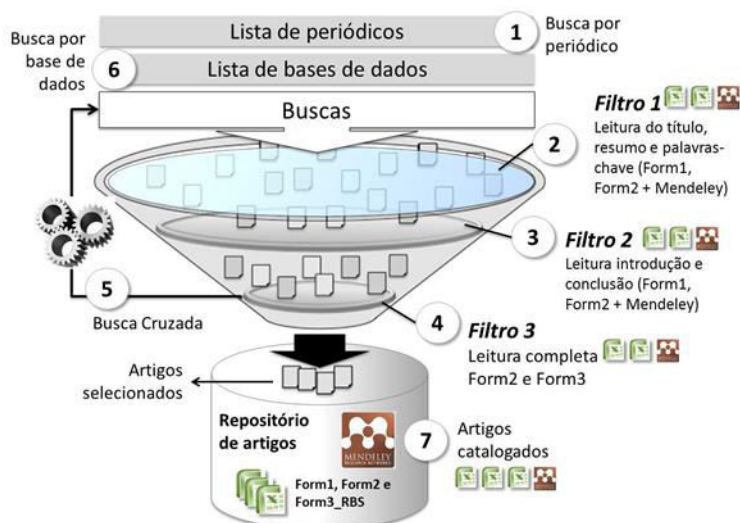 Lista de periódicos
1
Busca por
periódico
Busca por
base de
dados
6
Lista de bases de dados
Buscas
2
Filtro 1
Leitura do título,
resumo e palavras-
chave (Form1,
Form2 + Mendeley)
3
Filtro 2
Leitura introdução e
conclusão (Form1,
Form2 + Mendeley)
5
Busca Cruzada
4
Filtro 3
Leitura completa
Form2 e Form3
Artigos
selecionados
Repositório
de artigos
MENDELEY
7
Artigos
catalogados
Form1, Form2 e
Form3_RBS